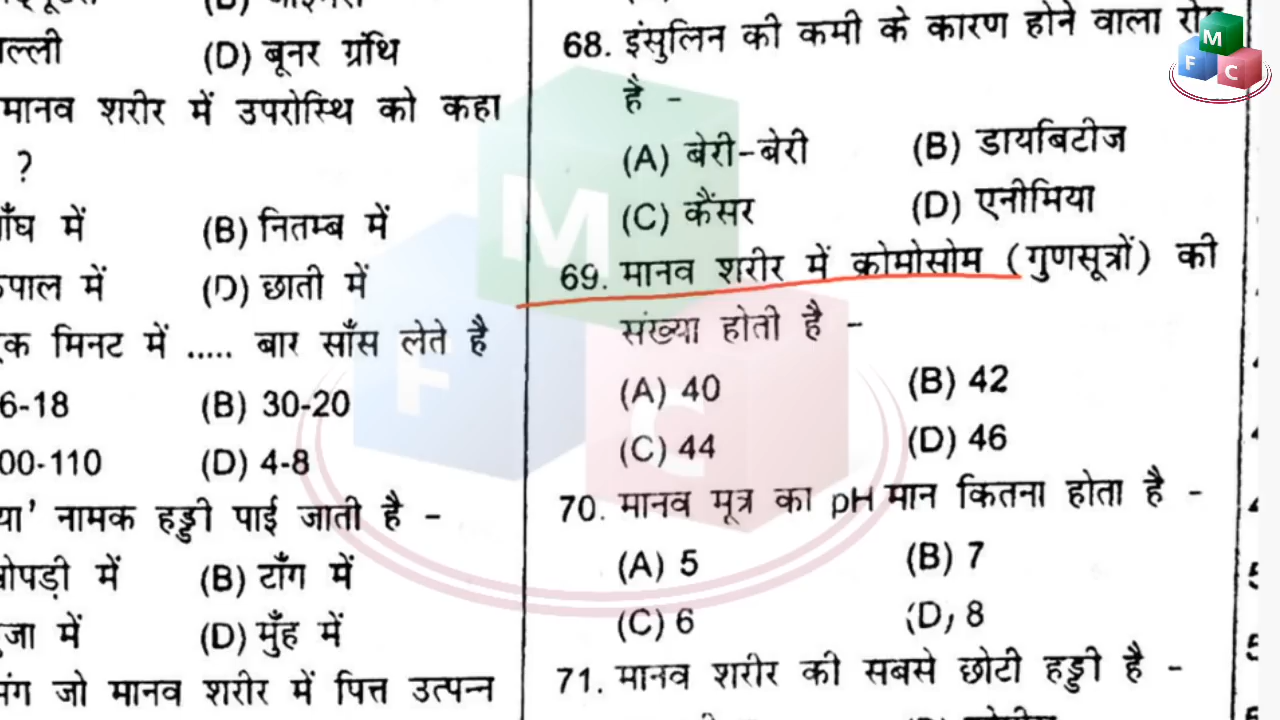 (D)
ल्ली (D) बूनर ग्रंथि
मानव शरीर में उपरोस्थि को कहा
?
में (B) नितम्ब में
में (D) छाती में
मिनट में ..... बार साँस लेते है
6-18 (B) 30-20
00-110 (D) 4-8
या' नामक हड्डी पाई जाती है -
में (B) टाँग में
में (D) मुँह में
जो मानव शरीर में पित्त उत्पन्न
68. इंसुलिन की कमी के कारण होने वाला रोग
है -
(A) बेरी-बेरी (B) डायबिटीज
(C) कैंसर (D) एनीमिया
69. मानव शरीर में क्रोमोसोम (गुणसूत्रों) की
संख्या होती है -
(A) 40 (B) 42
(C) 44 (D) 46
70. मानव मूत्र का pH मान कितना होता है -
(A) 5 (B) 7
(C) 6 (D) 8
71. मानव शरीर की सबसे छोटी हड्डी है -
M
F
C
M
F
C